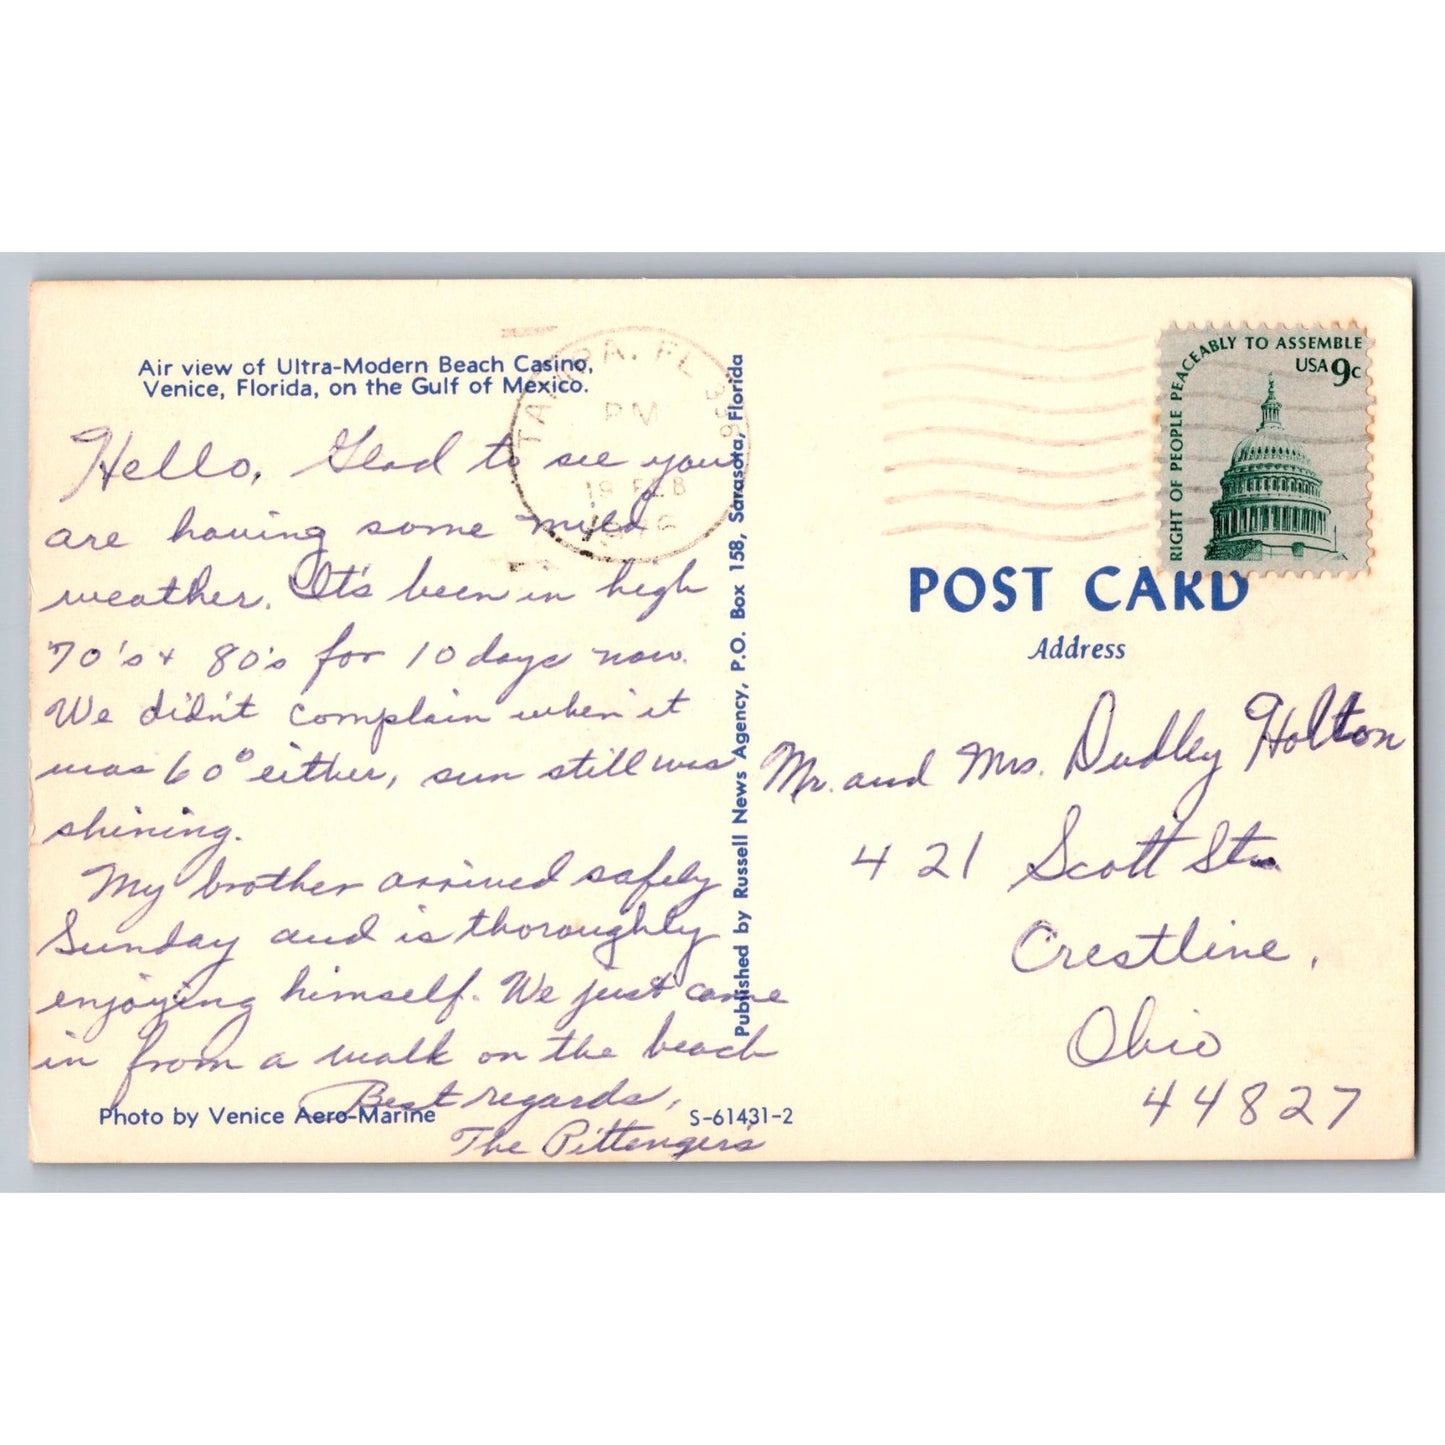 Air view of Ultra-Modern Beach Casino,
Venice, Florida, on the Gulf of Mexico.
Hello, Glad to see you
are having some mild
weather. It's been in high
70's + 80's for 10 days now.
We didn't complain when it
was 60° either, sun still was
shining.
My brother arrived safely
Sunday and is thoroughly
enjoying himself. We just came
in from a walk on the beach
Best regards,
The Pittenger's
Photo by Venice Aero-Marine
S-61431-2
Published by Russell News Agency, P.O. Box 158, Sarasota, Florida
TAMPA, FL
PM
19 FEB
RIGHT OF PEOPLE PEACEABLY TO ASSEMBLE
USA 9c
POST CARD
Address
Mr. and Mrs. Dudley Holton
421 Scott St.
Crestline,
Ohio
44827